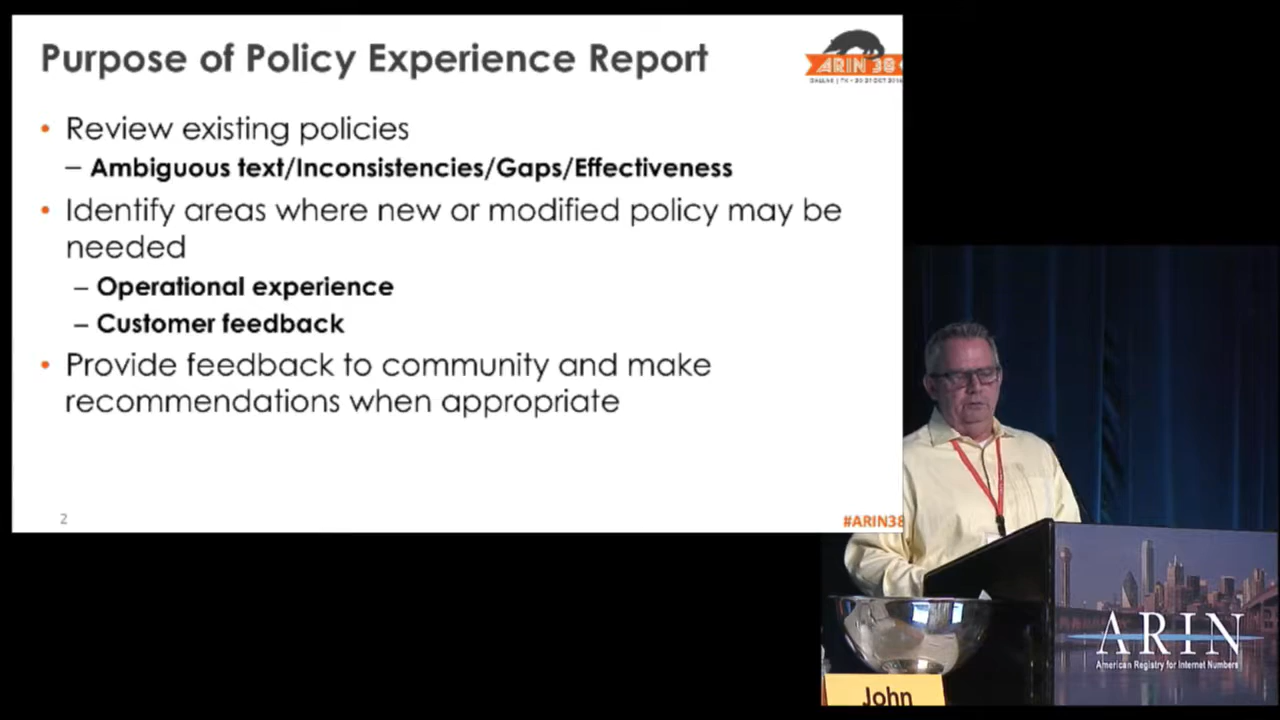 Purpose of Policy Experience Report
ARIN 38
• Review existing policies
– Ambiguous text/Inconsistencies/Gaps/Effectiveness
• Identify areas where new or modified policy may be
needed
– Operational experience
– Customer feedback
• Provide feedback to community and make
recommendations when appropriate
2
#ARIN38
ARIN
American Registry for Internet Numbers
John